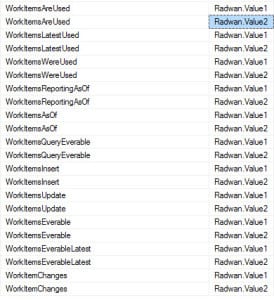 WorkItemsAreUsed Radwan.Value1
WorkItemsAreUsed Radwan.Value2
WorkItemsLatestUsed Radwan.Value1
WorkItemsLatestUsed Radwan.Value2
WorkItemsWereUsed Radwan.Value1
WorkItemsWereUsed Radwan.Value2
WorkItemsReportingAsOf Radwan.Value1
WorkItemsReportingAsOf Radwan.Value2
WorkItemsAsOf Radwan.Value1
WorkItemsAsOf Radwan.Value2
WorkItemsQueryEverable Radwan.Value1
WorkItemsQueryEverable Radwan.Value2
WorkItemsInsert Radwan.Value1
WorkItemsInsert Radwan.Value2
WorkItemsUpdate Radwan.Value1
WorkItemsUpdate Radwan.Value2
WorkItemsEverable Radwan.Value1
WorkItemsEverable Radwan.Value2
WorkItemsEverableLatest Radwan.Value1
WorkItemsEverableLatest Radwan.Value2
WorkItemChanges Radwan.Value1
WorkItemChanges Radwan.Value2